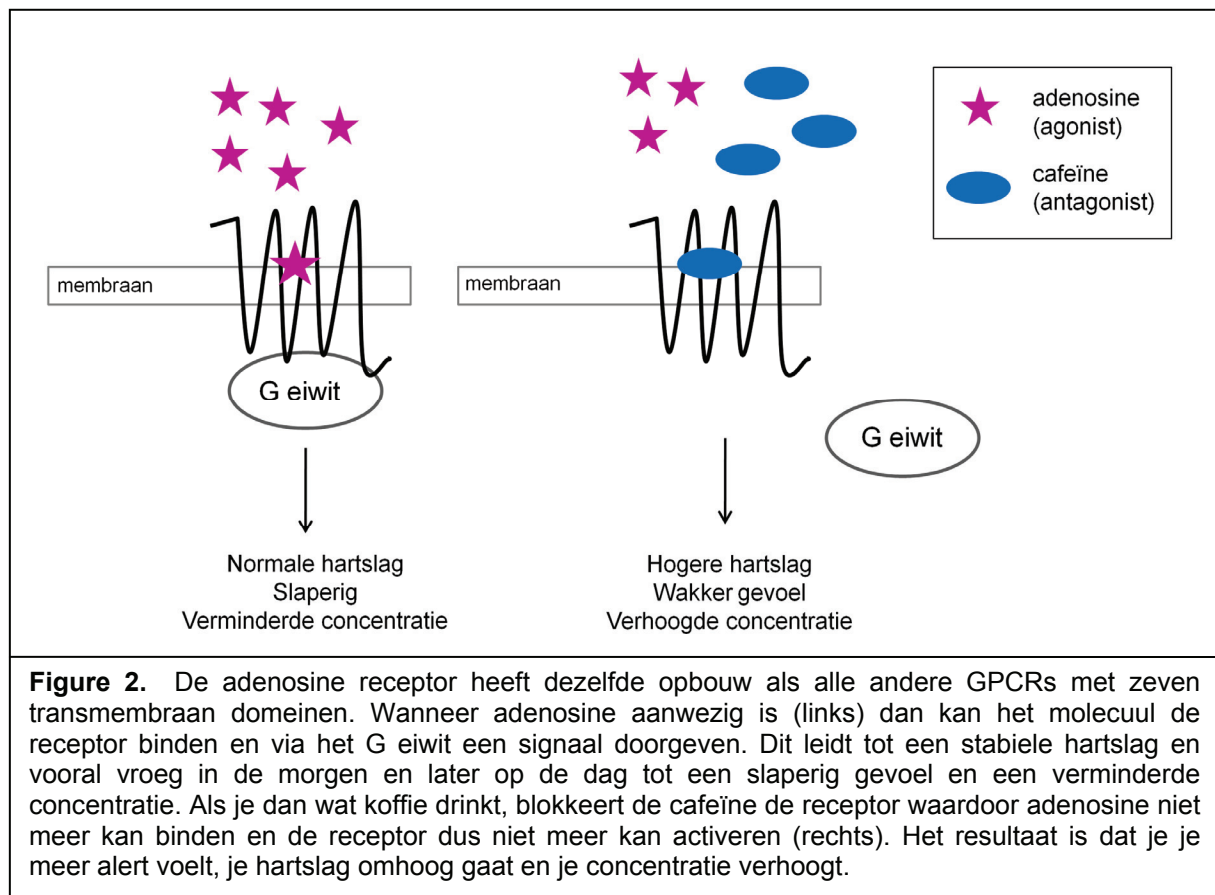 adenosine
(agonist)
cafeïne
(antagonist)
membraan
membraan
G eiwit
G eiwit
Normale hartslag
Slaperig
Verminderde concentratie
Hogere hartslag
Wakker gevoel
Verhoogde concentratie
Figure 2. De adenosine receptor heeft dezelfde opbouw als alle andere GPCRs met zeven
transmembraan domeinen. Wanneer adenosine aanwezig is (links) dan kan het molecuul de
receptor binden en via het G eiwit een signaal doorgeven. Dit leidt tot een stabiele hartslag en
vooral vroeg in de morgen en later op de dag tot een slaperig gevoel en een verminderde
concentratie. Als je dan wat koffie drinkt, blokkeert de cafeïne de receptor waardoor adenosine niet
meer kan binden en de receptor dus niet meer kan activeren (rechts). Het resultaat is dat je je
meer alert voelt, je hartslag omhoog gaat en je concentratie verhoogt.